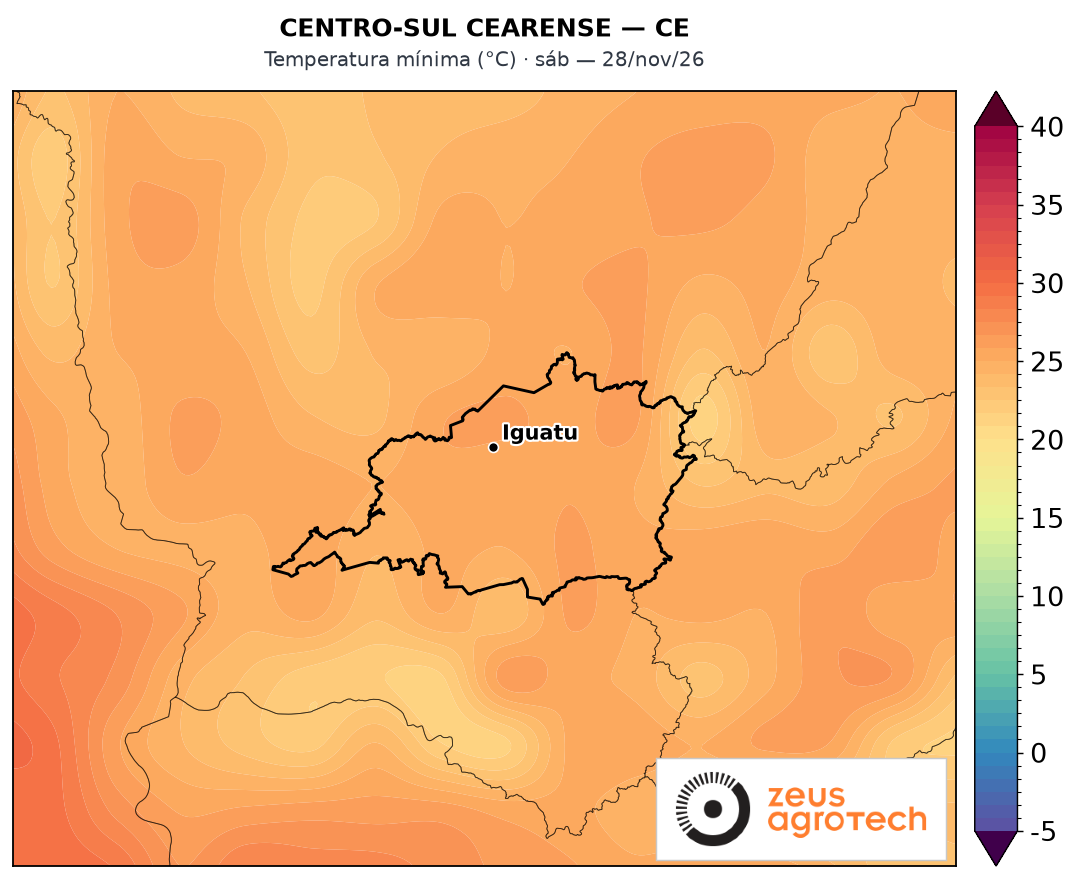 CENTRO-SUL CEARENSE — CE
Temperatura mínima (°C) · sáb — 28/nov/26
40
35
30
25
20
15
10
5
0
-5
Iguatu
zeus
agrotech